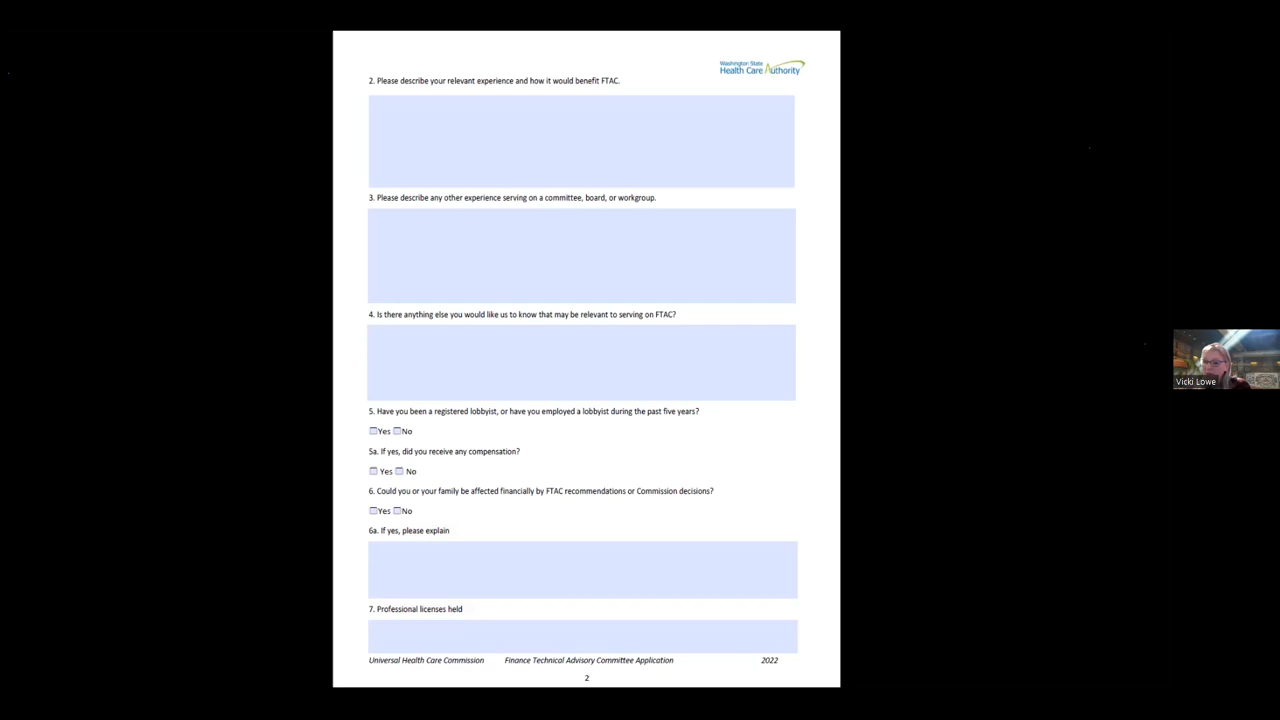 Washington State
Health Care Authority
2. Please describe your relevant experience and how it would benefit FTAC.
3. Please describe any other experience serving on a committee, board, or workgroup.
4. Is there anything else you would like us to know that may be relevant to serving on FTAC?
5. Have you been a registered lobbyist, or have you employed a lobbyist during the past five years?
Yes No
5a. If yes, did you receive any compensation?
Yes No
6. Could you or your family be affected financially by FTAC recommendations or Commission decisions?
Yes No
6a. If yes, please explain
7. Professional licenses held
Universal Health Care Commission Finance Technical Advisory Committee Application 2022
2
Vicki Lowe